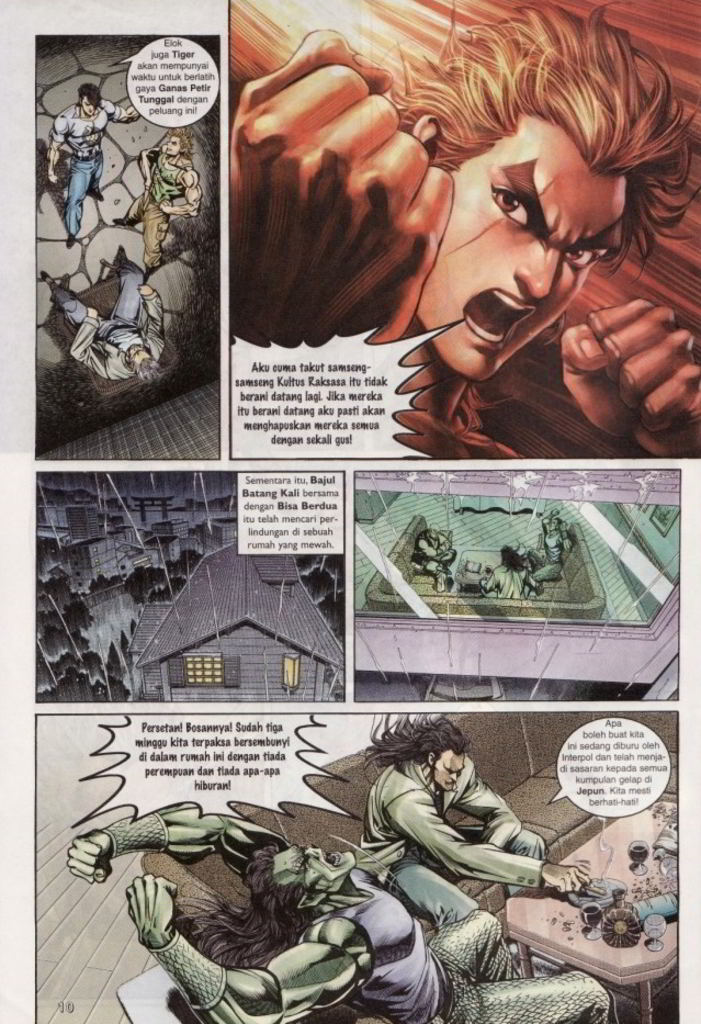 Elok
juga Tiger
akan mempunyai
waktu untuk berlatih
gaya Ganas Petir
Tunggal dengan
peluang ini!
Aku cuma takut samseng-
samseng Kultus Raksasa itu tidak
berani datang lagi. Jika mereka
itu berani datang aku pasti akan
menghapuskan mereka semua
dengan sekali gus!
Sementara itu, Bajul
Batang Kali bersama
dengan Bisa Berdua
itu telah mencari per-
lindungan di sebuah
rumah yang mewah.
Persetan! Bosannya! Sudah tiga
minggu kita terpaksa bersembunyi
di dalam rumah ini dengan tiada
perempuan dan tiada apa-apa
hiburan!
Apa
boleh buat kita
ini sedang diburu oleh
Interpol dan telah menja-
di sasaran kepada semua
kumpulan gelap di
Jepun. Kita mesti
berhati-hati!
10